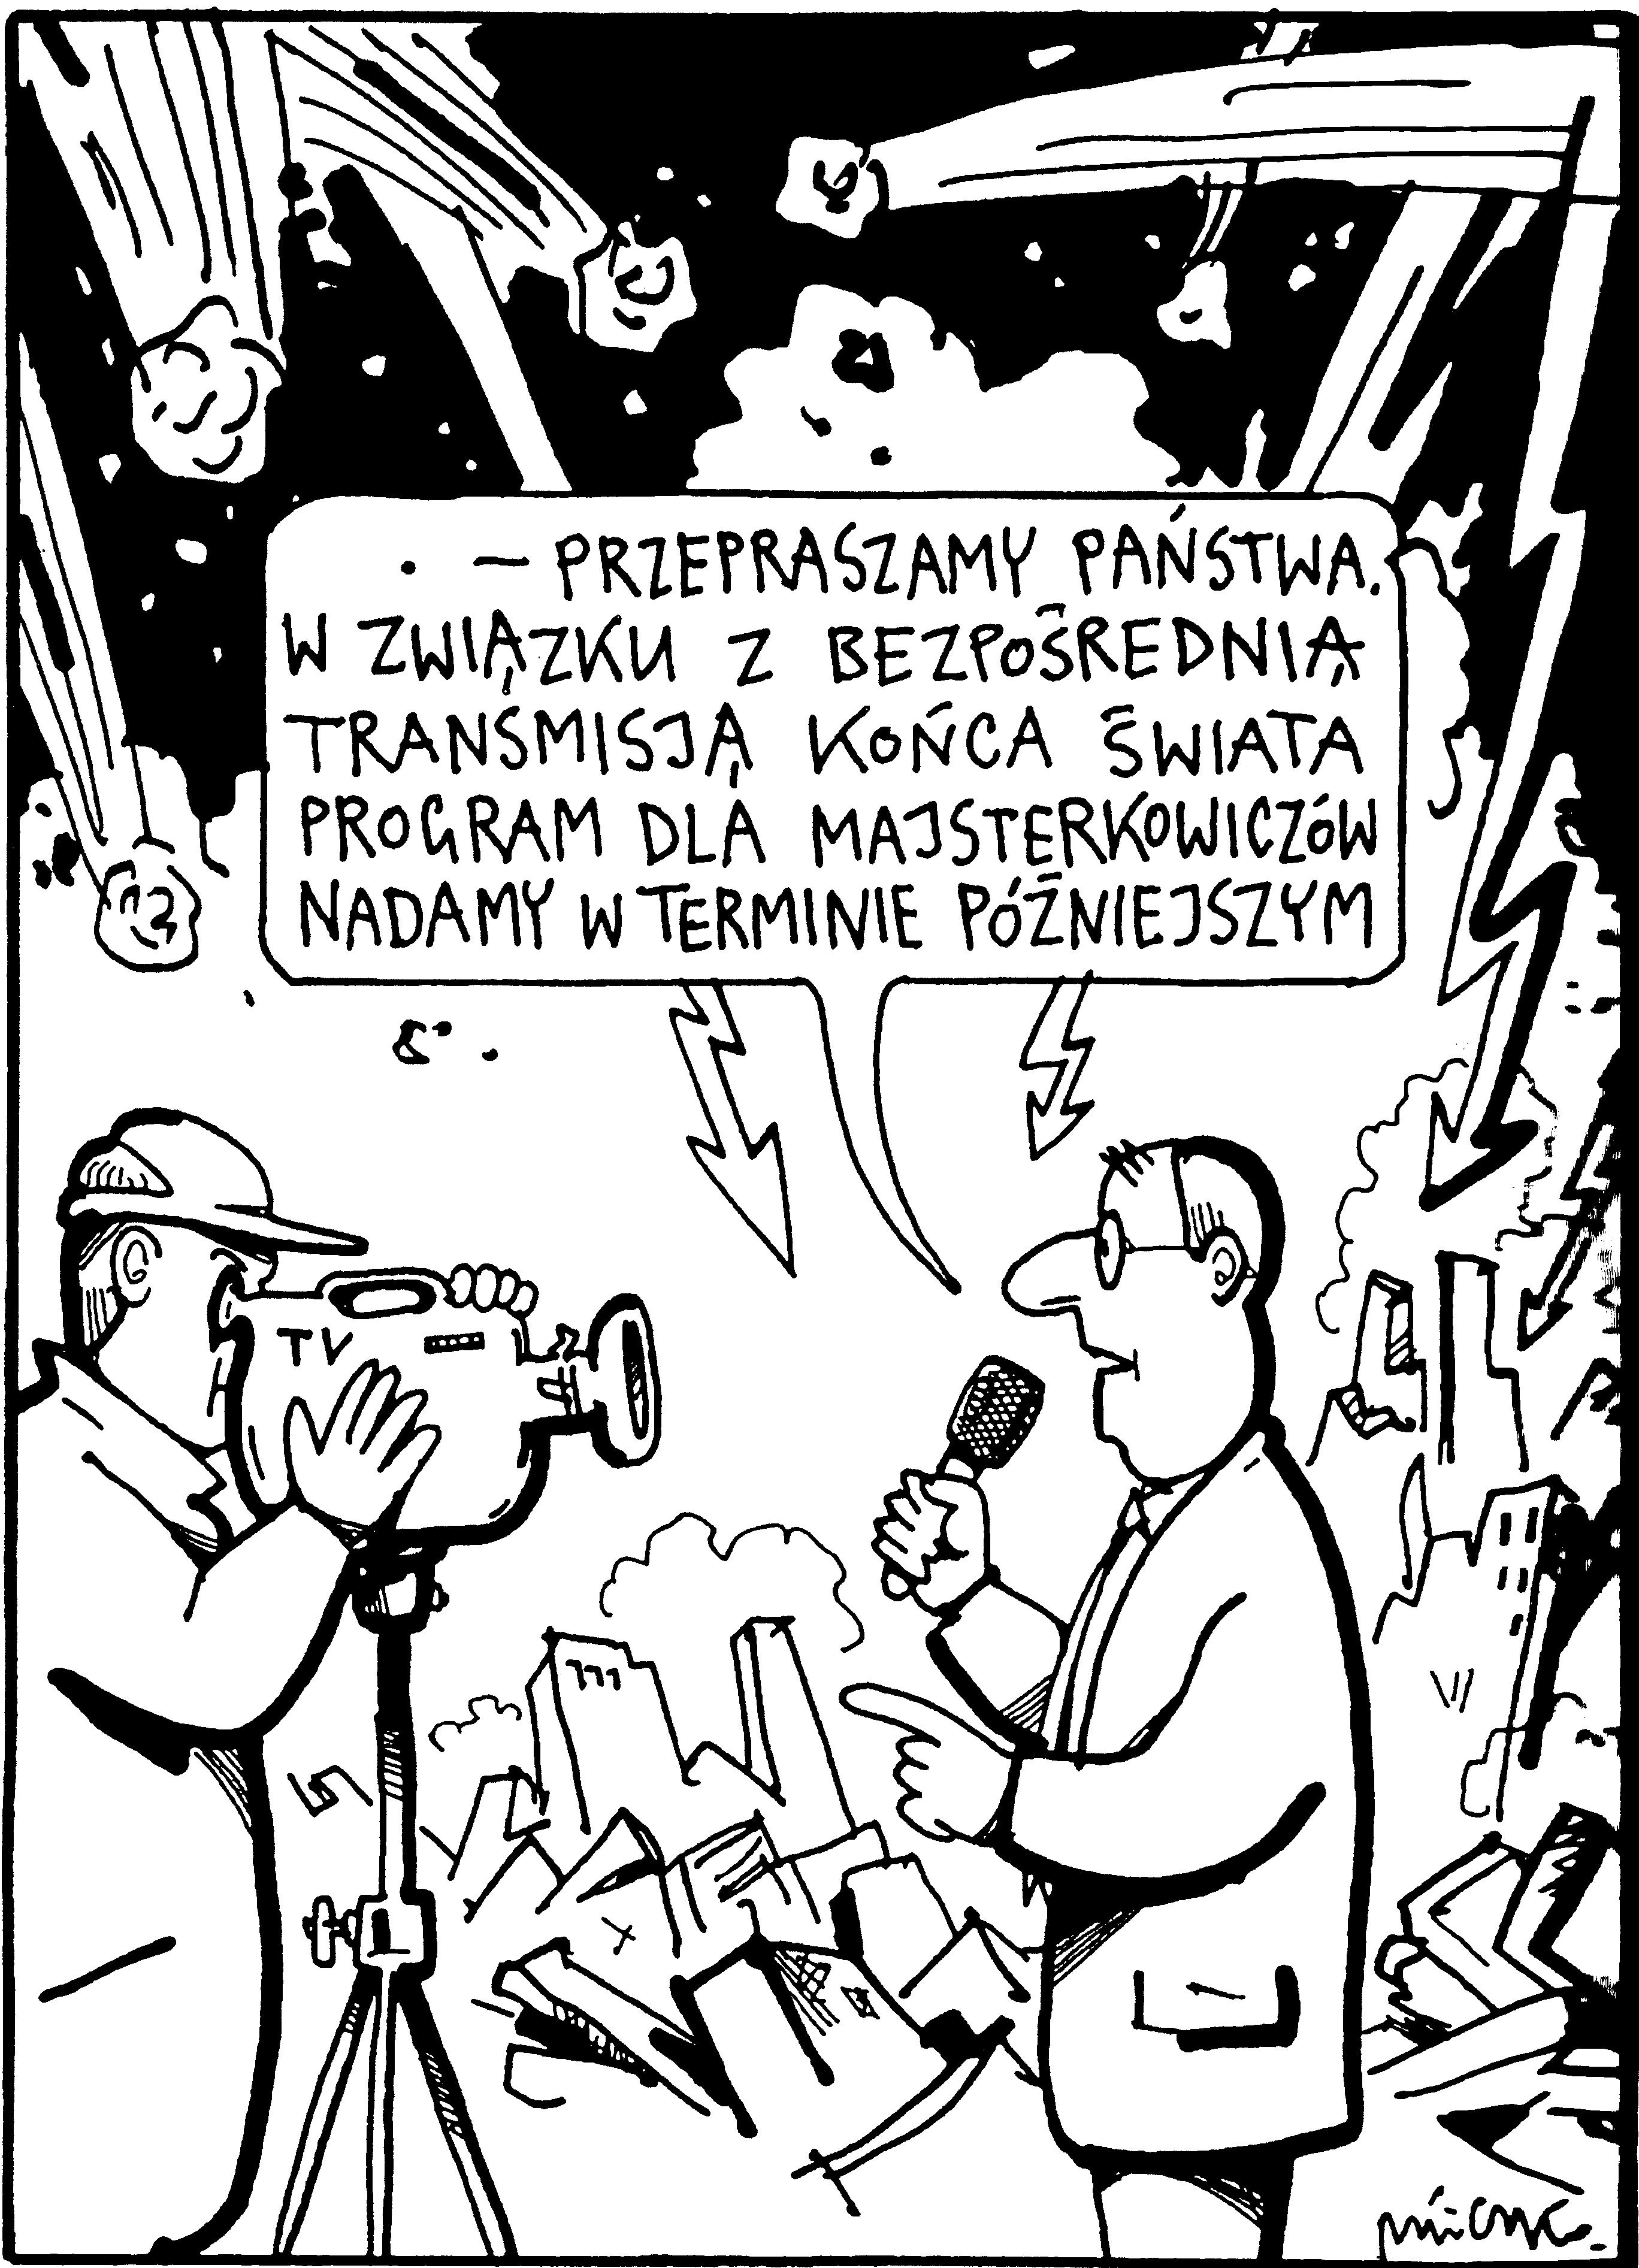 – PRZEPRASZAMY PAŃSTWA.
W ZWIĄZKU Z BEZPOŚREDNIĄ
TRANSMISJĄ KOŃCA ŚWIATA
PROGRAM DLA MAJSTERKOWICZÓW
NADAMY W TERMINIE PÓŹNIEJSZYM
TV